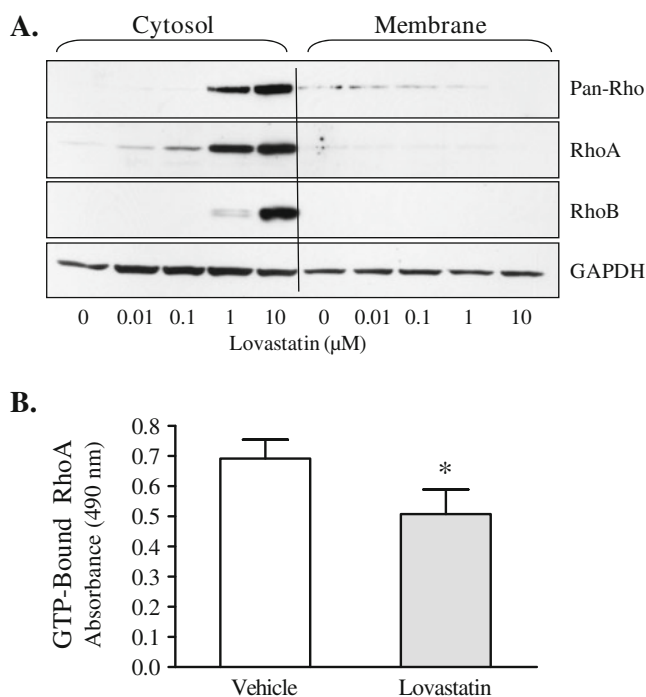 A.
Cytosol Membrane
Pan-Rho
RhoA
RhoB
GAPDH
0 0.01 0.1 1 10 0 0.01 0.1 1 10
Lovastatin (μM)
B.
GTP-Bound RhoA
Absorbance (490 nm)
0.8
0.7
0.6
0.5
0.4
0.3
0.2
0.1
0.0
*
Vehicle Lovastatin